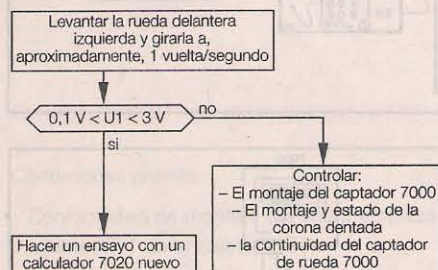 Levantar la rueda delantera
izquierda y girarla a,
aproximadamente, 1 vuelta/segundo
0,1 V < U1 < 3 V
no
si
Controlar:
– El montaje del captador 7000
– El montaje y estado de la
corona dentada
– la continuidad del captador
de rueda 7000
Hacer un ensayo con un
calculador 7020 nuevo